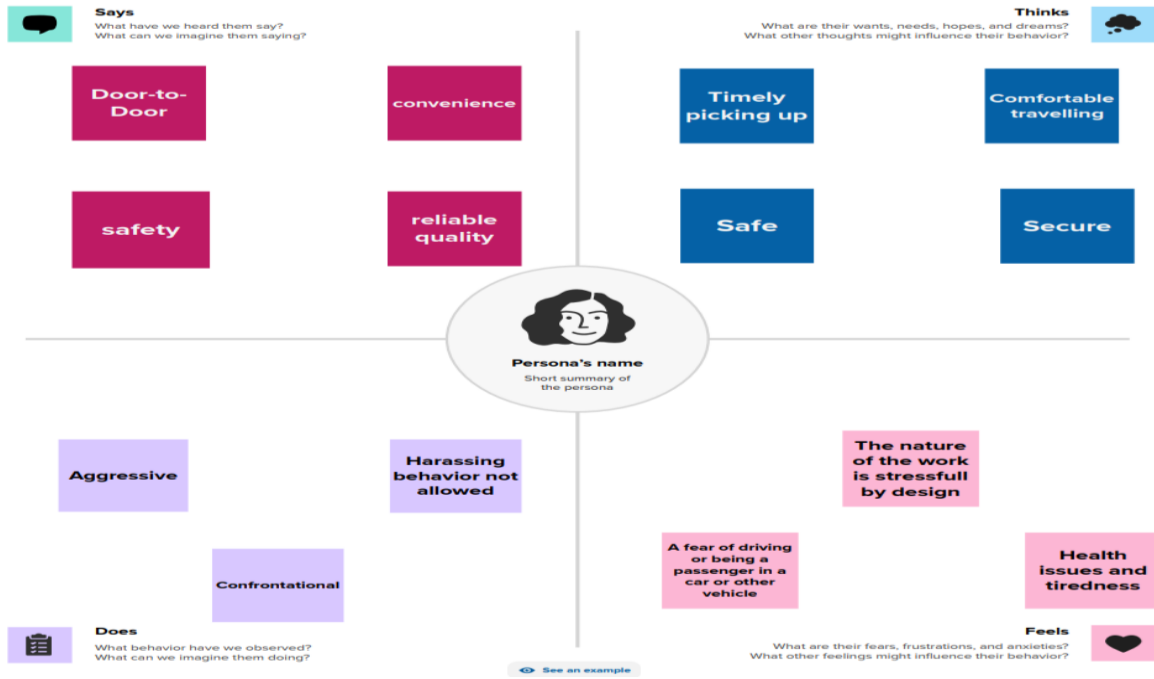 Says
What have we heard them say?
What can we imagine them saying?
Thinks
What are their wants, needs, hopes, and dreams?
What other thoughts might influence their behavior?
Door-to-
Door
convenience
Timely
picking up
Comfortable
travelling
safety
reliable
quality
Safe
Secure
Persona's name
Short summary of
the persona
Aggressive
Harassing
behavior not
allowed
Confrontational
The nature
of the work
is stressfull
by design
A fear of driving
or being a
passenger in a
car or other
vehicle
Health
issues and
tiredness
Does
What behavior have we observed?
What can we imagine them doing?
Feels
What are their fears, frustrations, and anxieties?
What other feelings might influence their behavior?
See an example